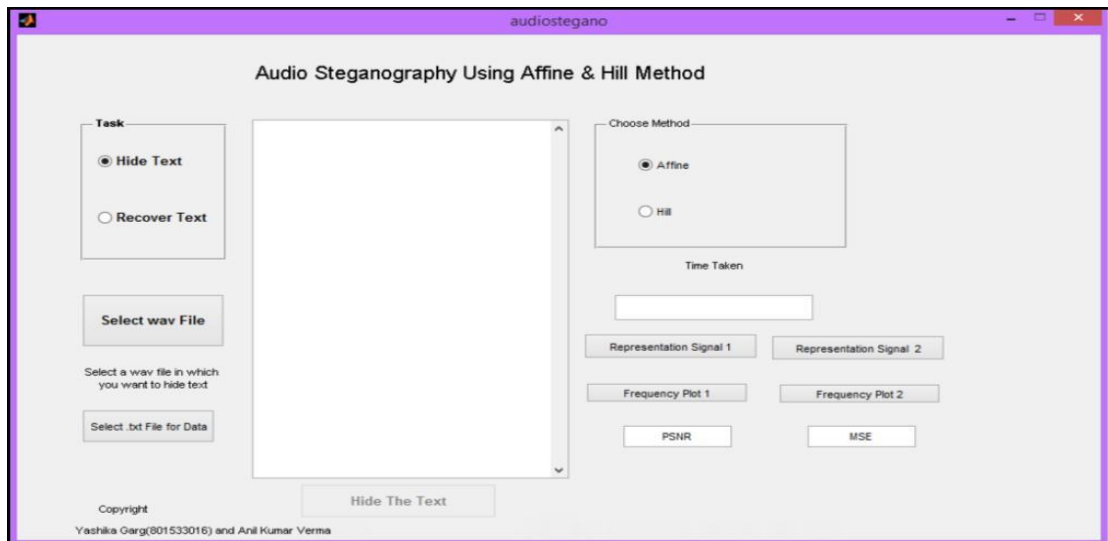 audiostegano
Audio Steganography Using Affine & Hill Method
Task
Hide Text
Recover Text
Select wav File
Select a wav file in which
you want to hide text
Select .txt File for Data
Hide The Text
Choose Method
Affine
Hill
Time Taken
Representation Signal 1
Representation Signal 2
Frequency Plot 1
Frequency Plot 2
PSNR
MSE
Copyright
Yashika Garg(801533016) and Anil Kumar Verma